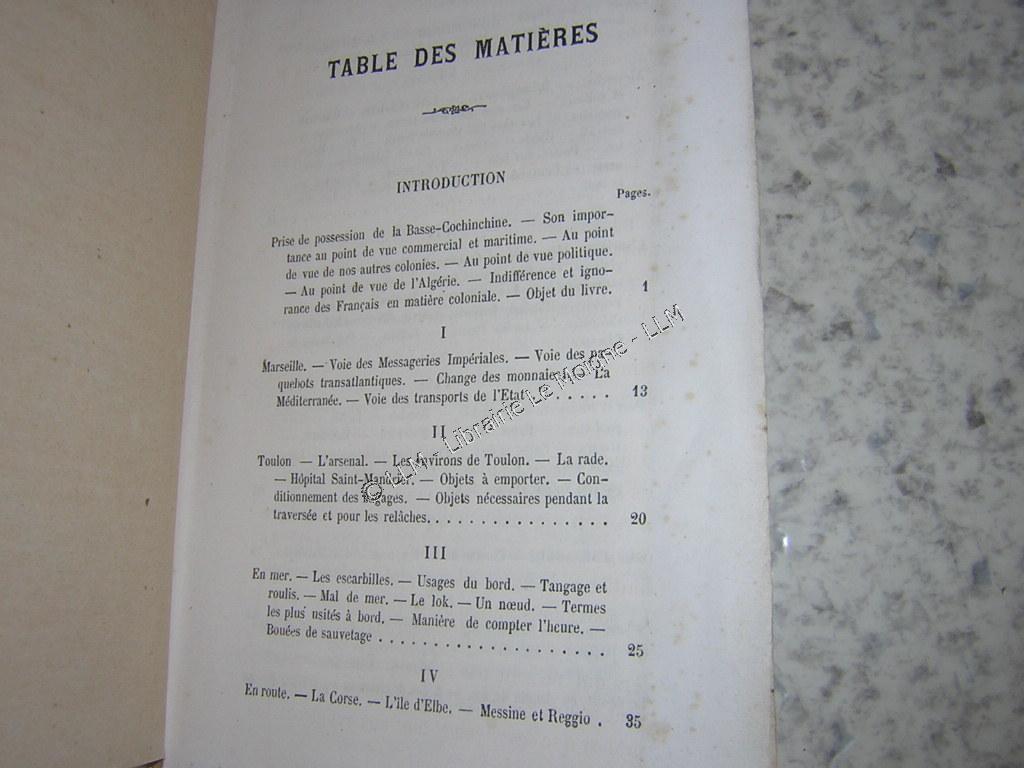 TABLE DES MATIÈRES
INTRODUCTION
Pages.
Prise de possession de la Basse-Cochinchine. — Son impor-
tance au point de vue commercial et maritime. — Au point
de vue de nos autres colonies. — Au point de vue politique.
— Au point de vue de l'Algérie. — Indifférence et igno-
rance des Français en matière coloniale. — Objet du livre. 1
I
Marseille. — Voie des Messageries Impériales. — Voie des pa-
quebots transatlantiques. — Change des monnaies. — La
Méditerranée. — Voie des transports de l'Etat . . . . . . 13
II
Toulon — L'arsenal. — Les environs de Toulon. — La rade.
— Hôpital Saint-Mandrier. — Objets à emporter. — Con-
ditionnement des bagages. — Objets nécessaires pendant la
traversée et pour les relâches. . . . . . . . . . . . . . . . 20
III
En mer. — Les escarbilles. — Usages du bord. — Tangage et
roulis. — Mal de mer. — Le lok. — Un nœud. — Termes
les plus usités à bord. — Manière de compter l'heure. —
Bouées de sauvetage . . . . . . . . . . . . . . . . . . . . 25
IV
En route. — La Corse. — L'île d'Elbe. — Messine et Reggio . 35
© LLM - Librairie Le Moigne - LLM